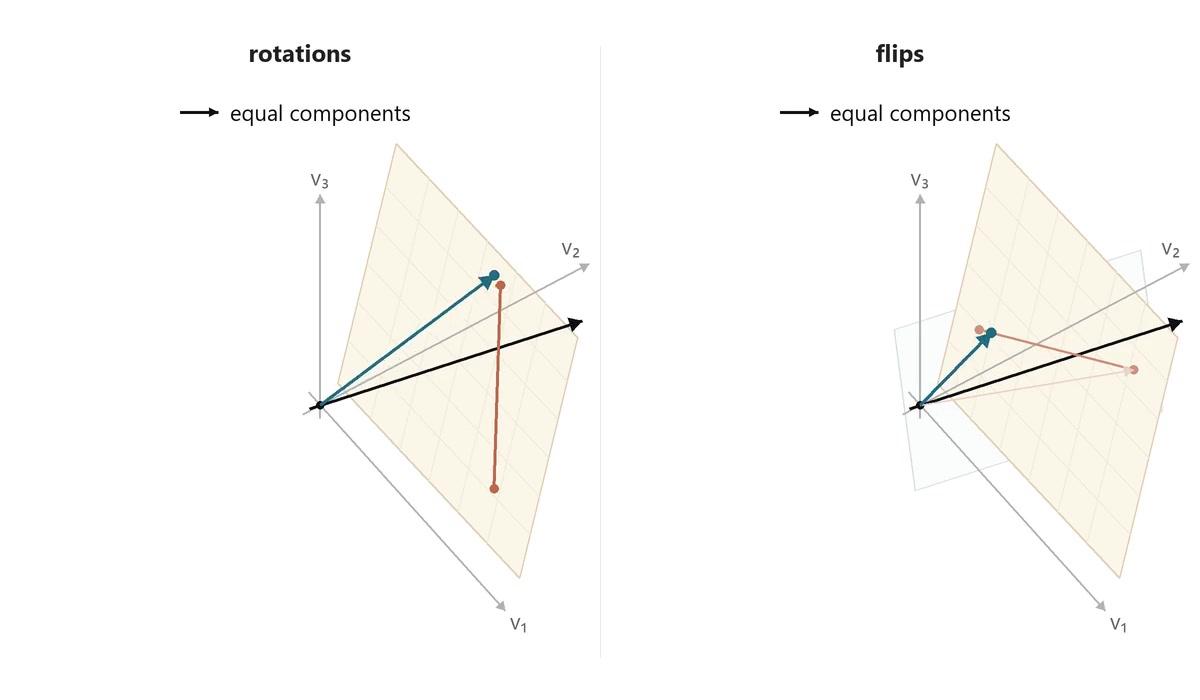 rotations
equal components
V₃
V₂
V₁
flips
equal components
V₃
V₂
V₁